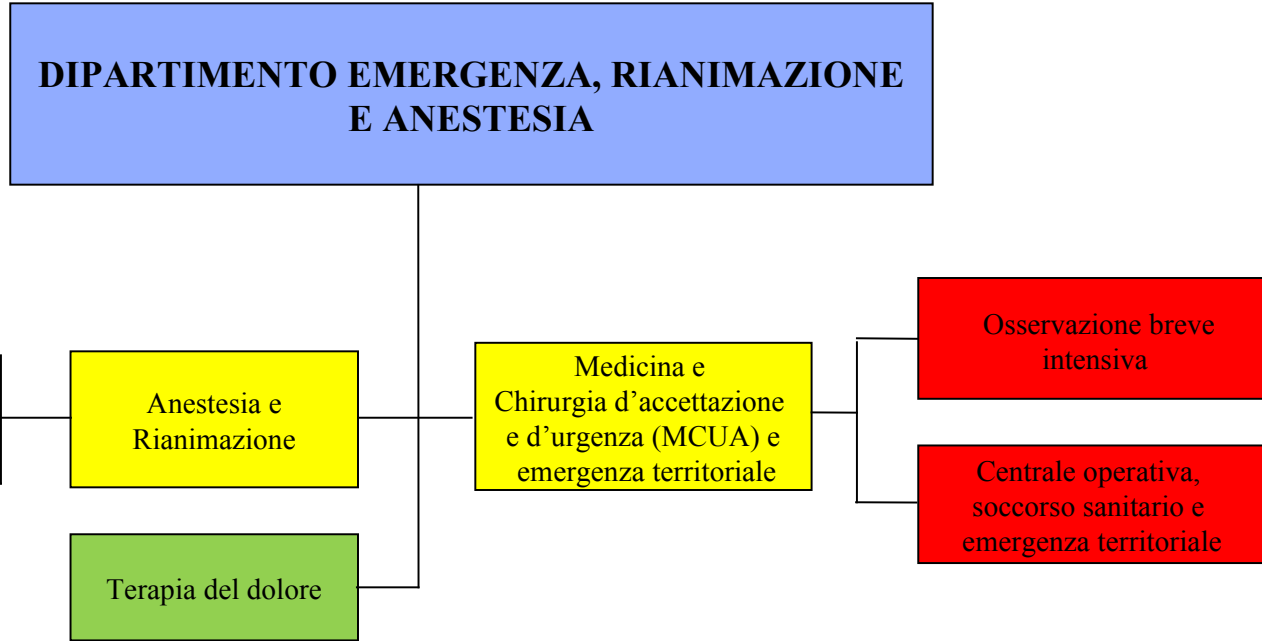 DIPARTIMENTO EMERGENZA, RIANIMAZIONE
E ANESTESIA
Anestesia e
Rianimazione
Medicina e
Chirurgia d’accettazione
e d’urgenza (MCUA) e
emergenza territoriale
Osservazione breve
intensiva
Centrale operativa,
soccorso sanitario e
emergenza territoriale
Terapia del dolore